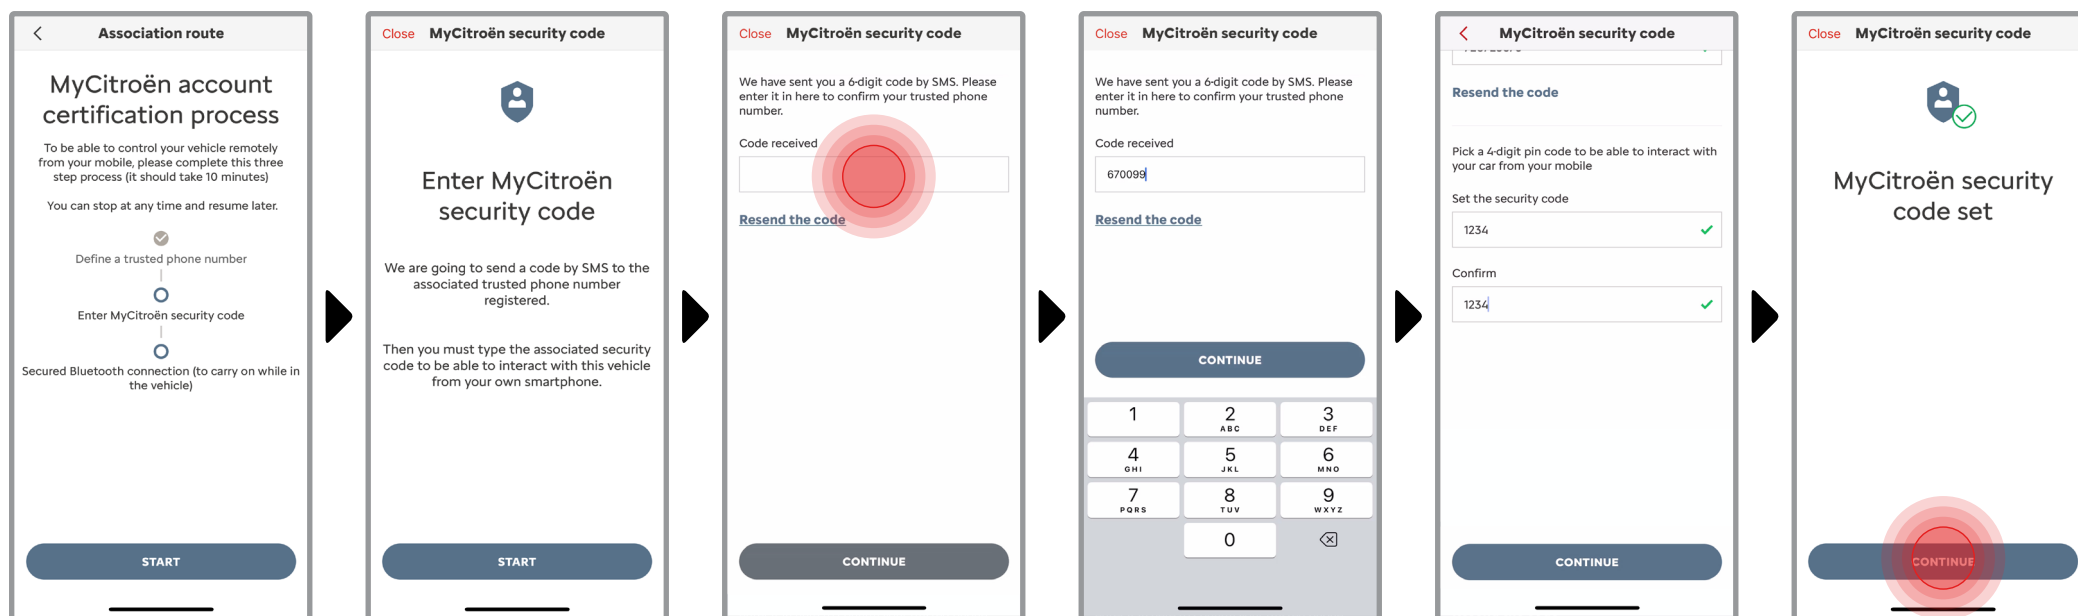 Association route
MyCitroën account
certification process
To be able to control your vehicle remotely
from your mobile, please complete this three
step process (it should take 10 minutes)
You can stop at any time and resume later.
Define a trusted phone number
Enter MyCitroën security code
Secured Bluetooth connection (to carry on while in
the vehicle)
START
Close MyCitroën security code
Enter MyCitroën
security code
We are going to send a code by SMS to the
associated trusted phone number
registered.
Then you must type the associated security
code to be able to interact with this vehicle
from your own smartphone.
START
Close MyCitroën security code
We have sent you a 6-digit code by SMS. Please
enter it in here to confirm your trusted phone
number.
Code received
Resend the code
CONTINUE
Close MyCitroën security code
We have sent you a 6-digit code by SMS. Please
enter it in here to confirm your trusted phone
number.
Code received
670099
Resend the code
CONTINUE
1 2 3
ABC DEF
4 5 6
GHI JKL MNO
7 8 9
PQRS TUV WXYZ
0
MyCitroën security code
Resend the code
Pick a 4-digit pin code to be able to interact with
your car from your mobile
Set the security code
1234
Confirm
1234
CONTINUE
Close MyCitroën security code
MyCitroën security
code set
CONTINUE